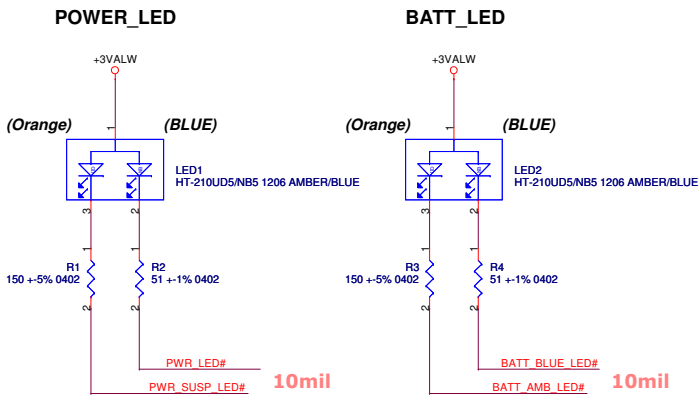 POWER_LED
BATT_LED
+3VALW
+3VALW
(Orange)
1
(BLUE)
(Orange)
1
(BLUE)
LED1
HT-210UD5/NB5 1206 AMBER/BLUE
LED2
HT-210UD5/NB5 1206 AMBER/BLUE
3
2
3
2
1
1
1
1
R1
150 +-5% 0402
R2
51 +-1% 0402
R3
150 +-5% 0402
R4
51 +-1% 0402
2
2
2
2
PWR_LED#
PWR_SUSP_LED#
10mil
BATT_BLUE_LED#
BATT_AMB_LED#
10mil